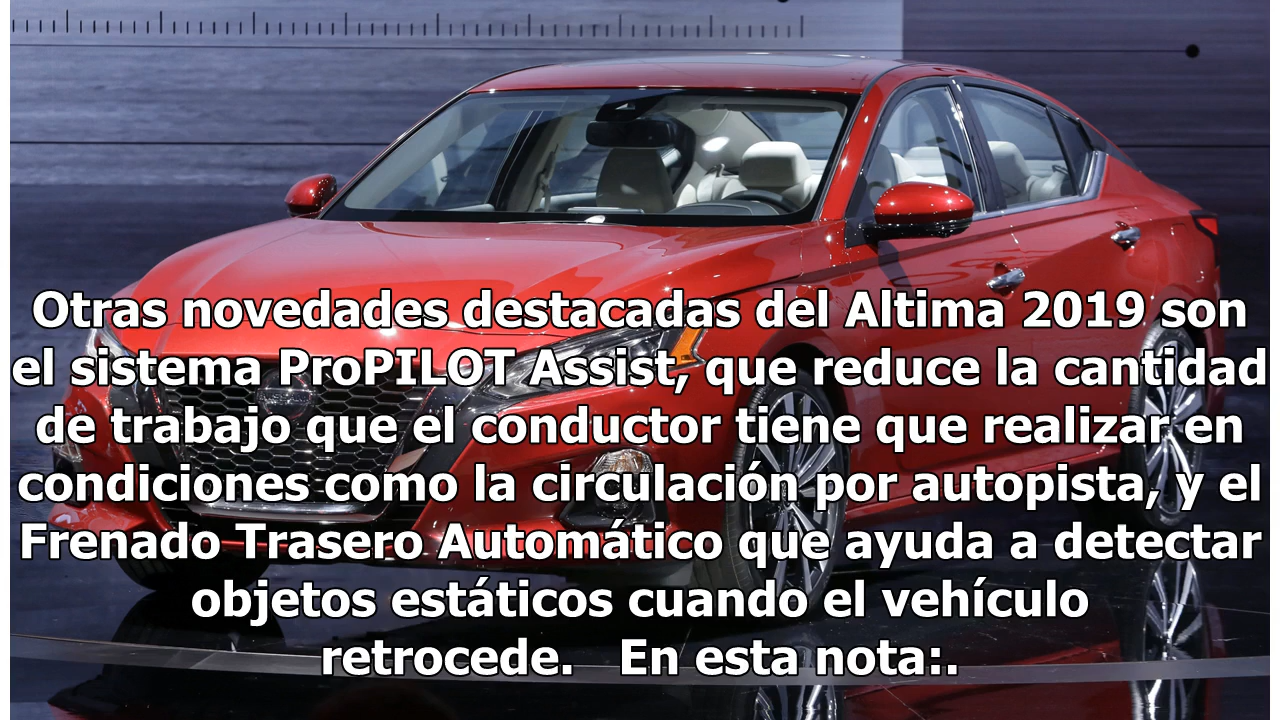 Otras novedades destacadas del Altima 2019 son
el sistema ProPILOT Assist, que reduce la cantidad
de trabajo que el conductor tiene que realizar en
condiciones como la circulación por autopista, y el
Frenado Trasero Automático que ayuda a detectar
objetos estáticos cuando el vehículo
retrocede.   En esta nota:.